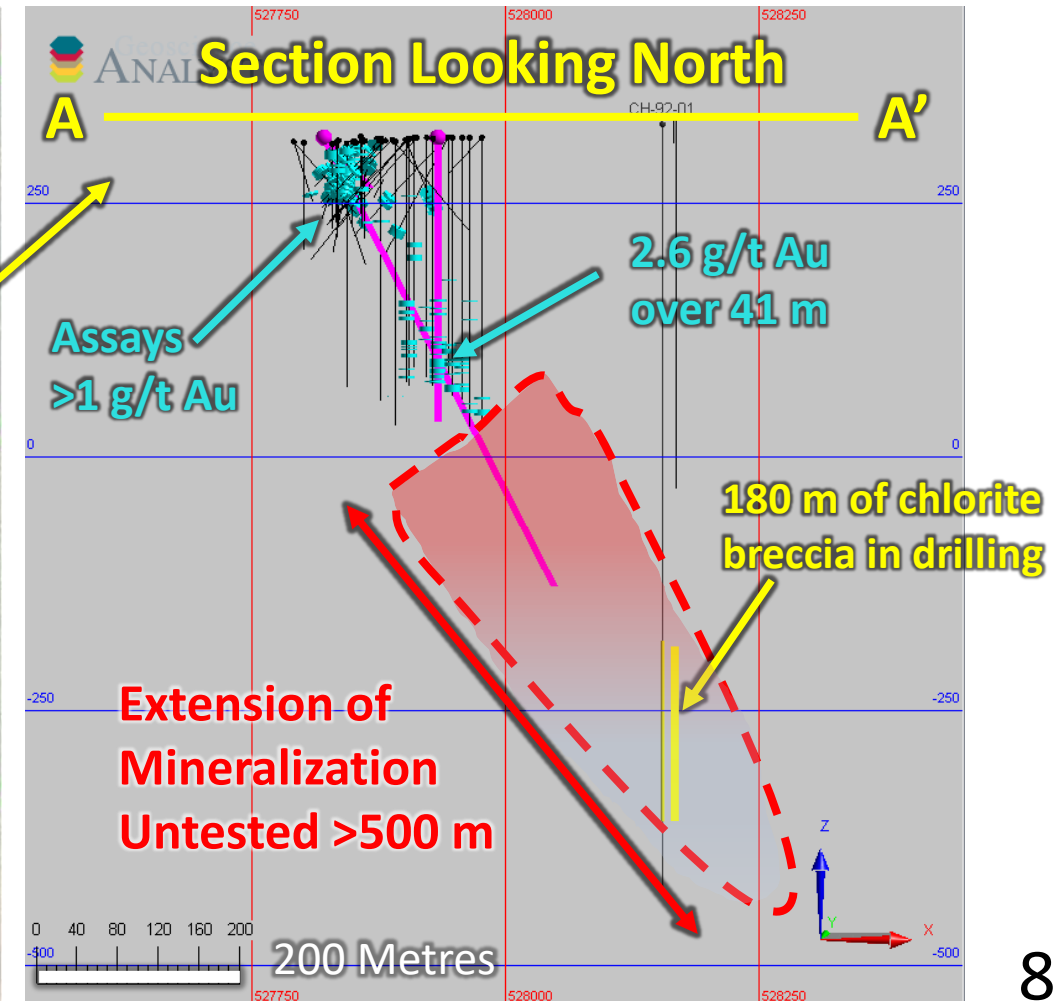 527750
528000
528250
ANAL
Section Looking North
A
A'
CH-92-01
250
250
2.6 g/t Au
over 41 m
Assays
>1 g/t Au
0
0
180 m of chlorite
breccia in drilling
-250
-250
Extension of
Mineralization
Untested >500 m
Z
Y
X
0 40 80 120 160 200
200 Metres
-500
-500
527750
528000
528250
8